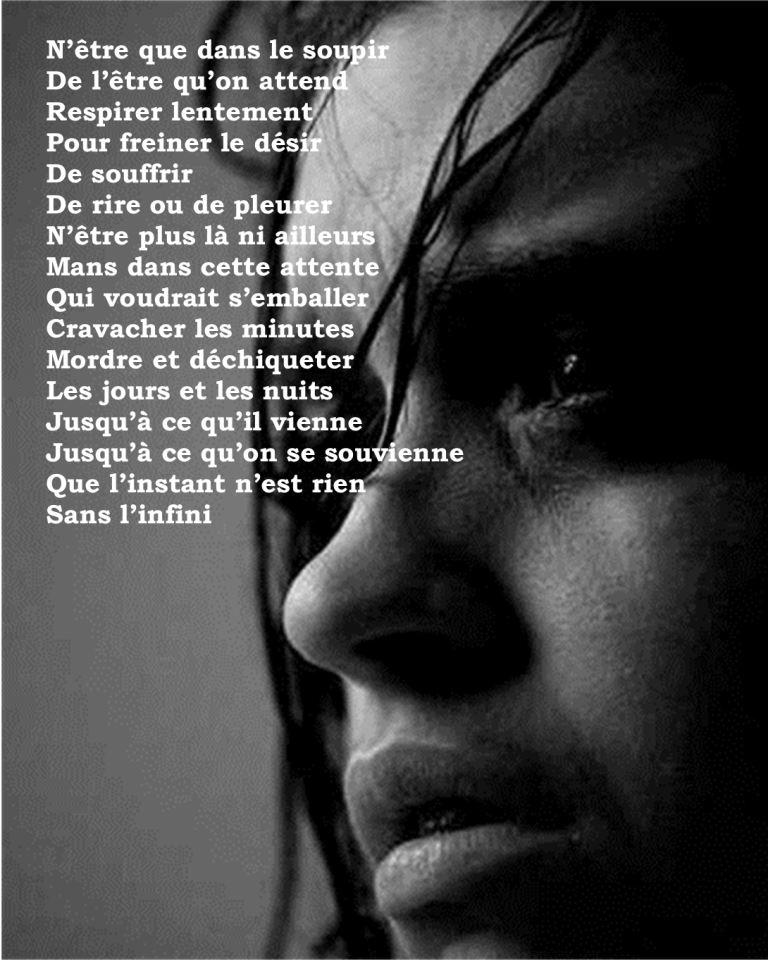 N’être que dans le soupir
De l’être qu’on attend
Respirer lentement
Pour freiner le désir
De souffrir
De rire ou de pleurer
N’être plus là ni ailleurs
Mans dans cette attente
Qui voudrait s’emballer
Cravacher les minutes
Mordre et déchiqueter
Les jours et les nuits
Jusqu’à ce qu’il vienne
Jusqu’à ce qu’on se souvienne
Que l’instant n’est rien
Sans l’infini